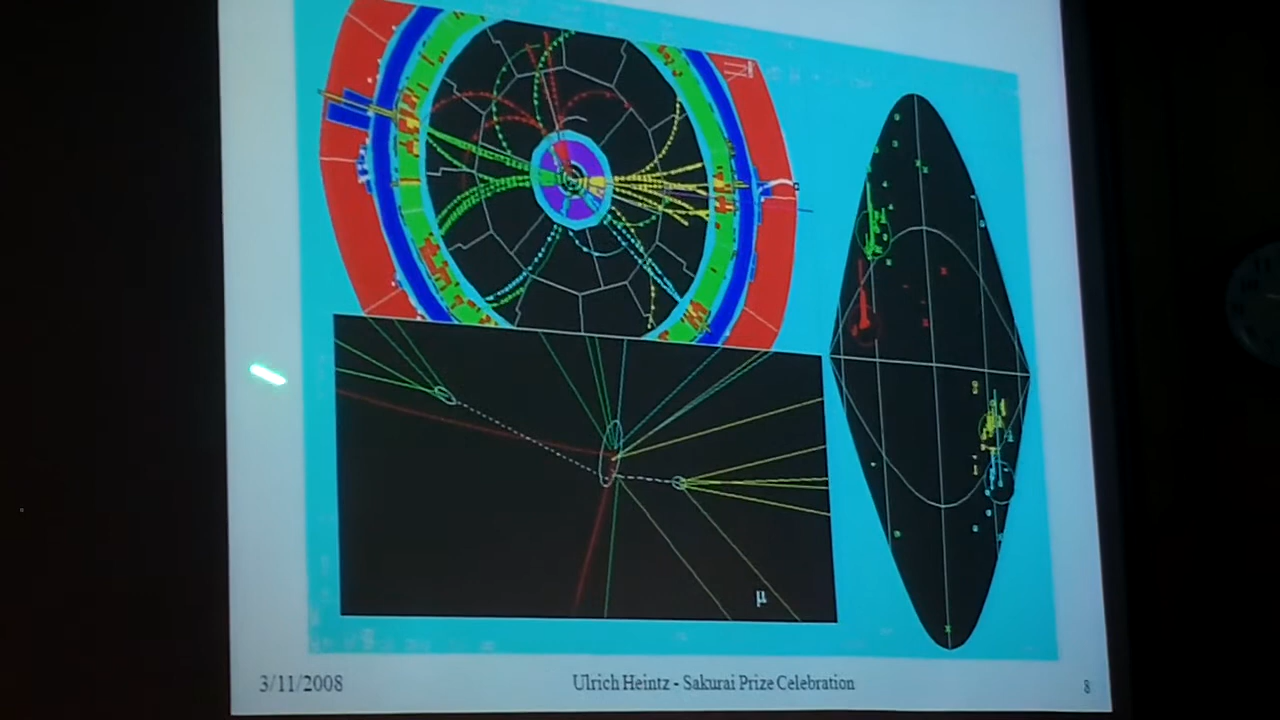 μ
3/11/2008
Ulrich Heintz - Sakurai Prize Celebration
8